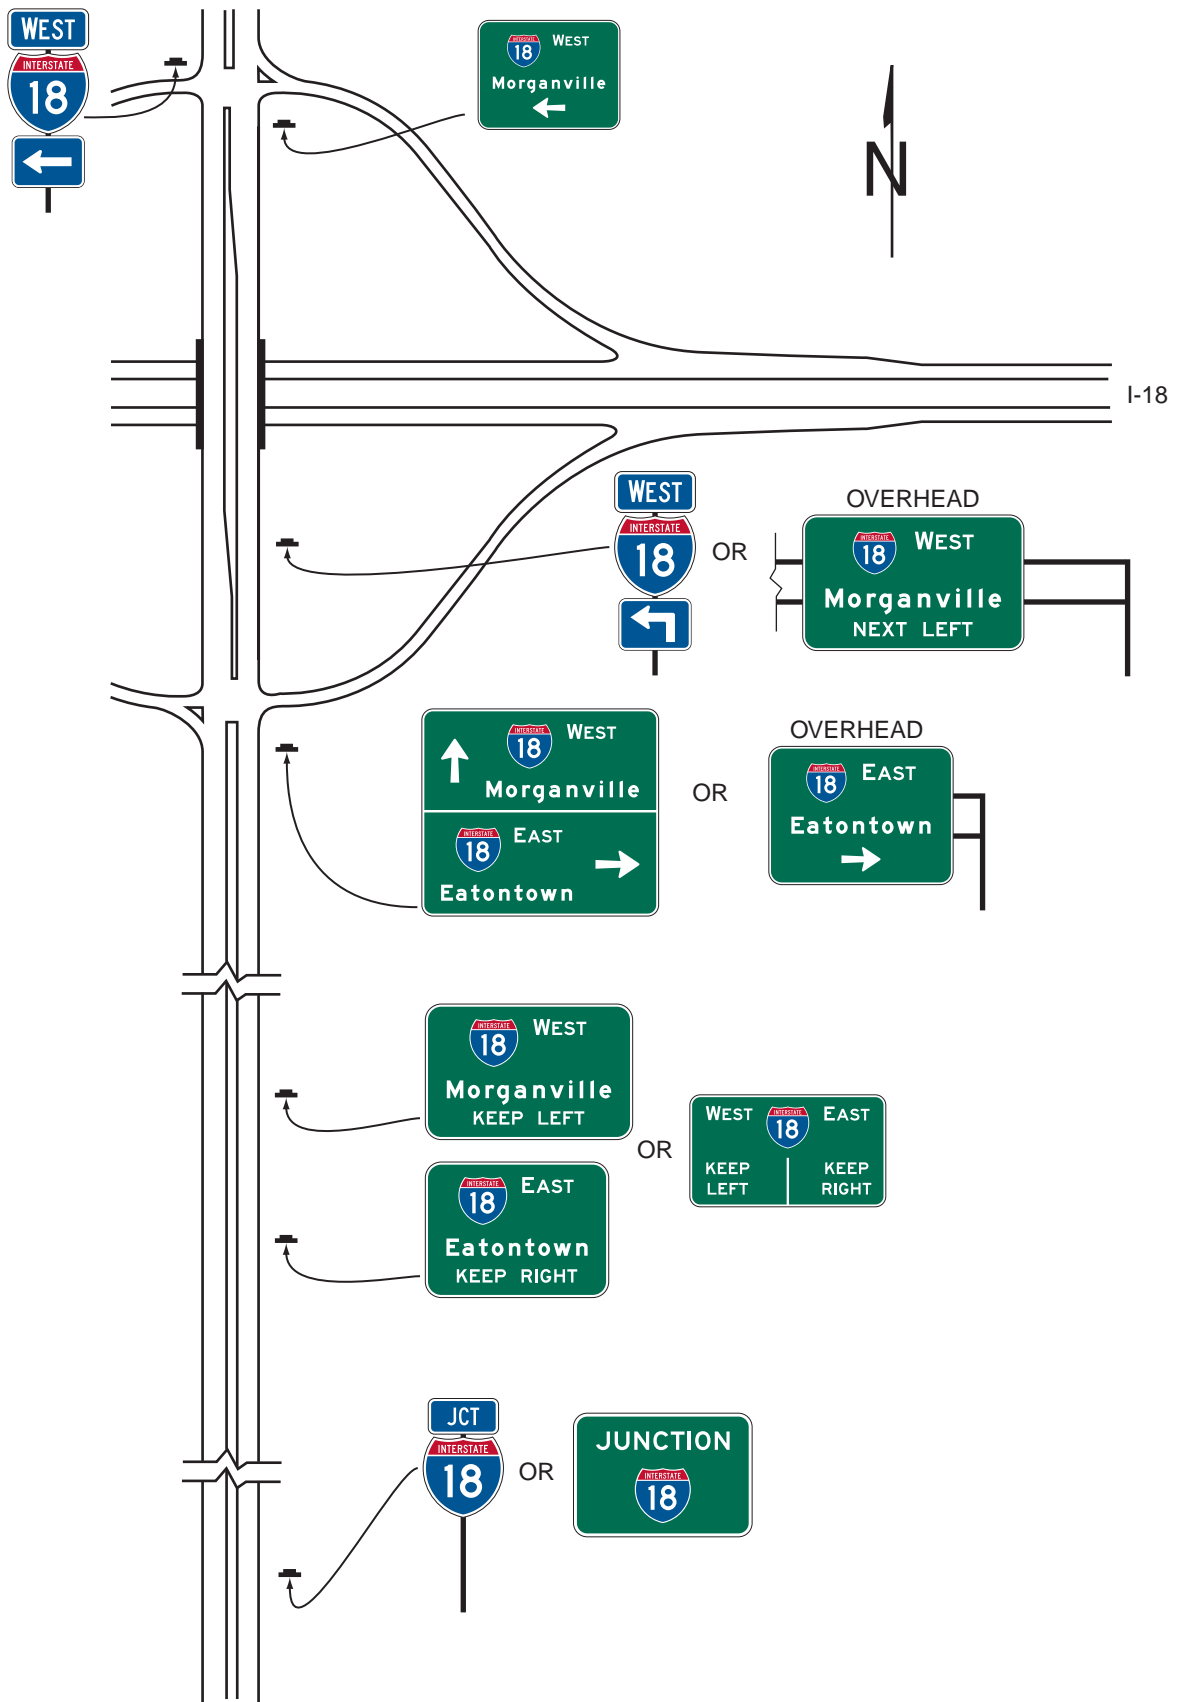 WEST
INTERSTATE
18
INTERSTATE
18 WEST
Morganville
N
I-18
WEST
INTERSTATE
18
OR
OVERHEAD
INTERSTATE
18 WEST
Morganville
NEXT LEFT
INTERSTATE
18 WEST
Morganville
INTERSTATE
18 EAST
Eatontown
OR
OVERHEAD
INTERSTATE
18 EAST
Eatontown
INTERSTATE
18 WEST
Morganville
KEEP LEFT
INTERSTATE
18 EAST
Eatontown
KEEP RIGHT
OR
WEST INTERSTATE 18 EAST
KEEP KEEP
LEFT RIGHT
JCT
INTERSTATE
18
OR
JUNCTION
INTERSTATE
18